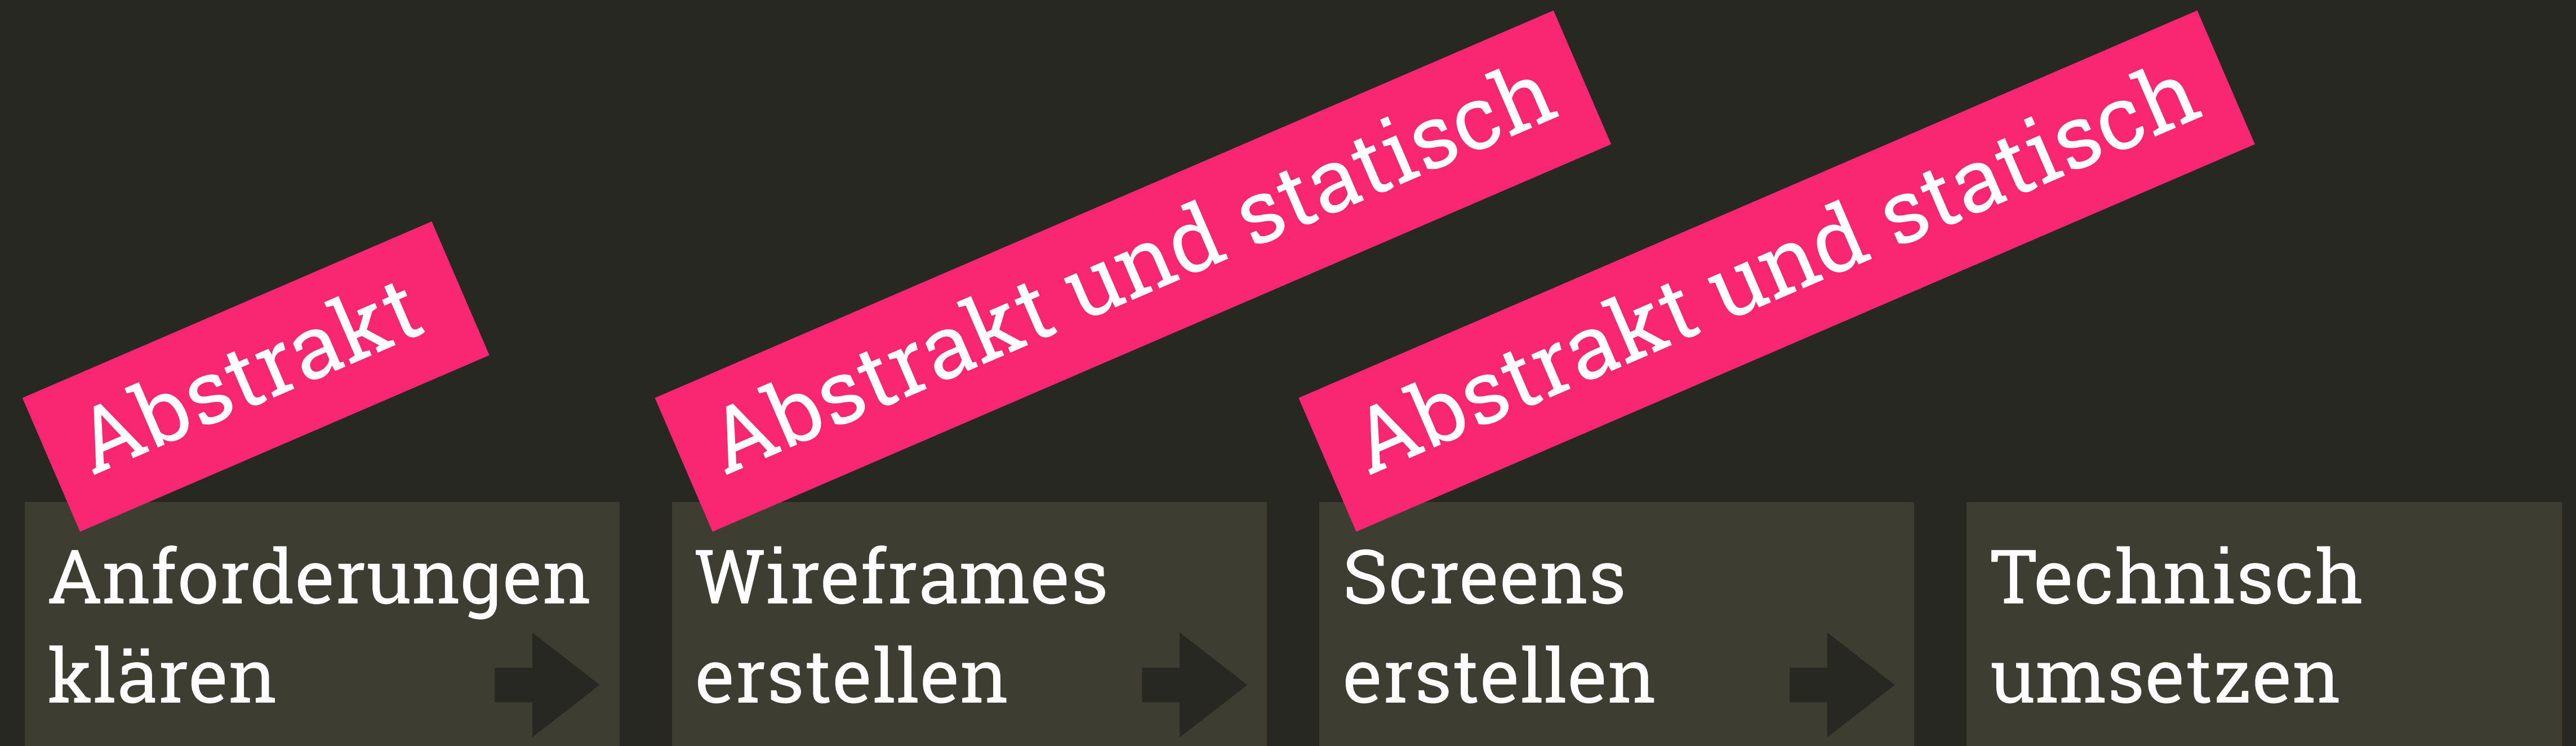 Abstrakt
Abstrakt und statisch
Abstrakt und statisch
Anforderungen
klären
Wireframes
erstellen
Screens
erstellen
Technisch
umsetzen